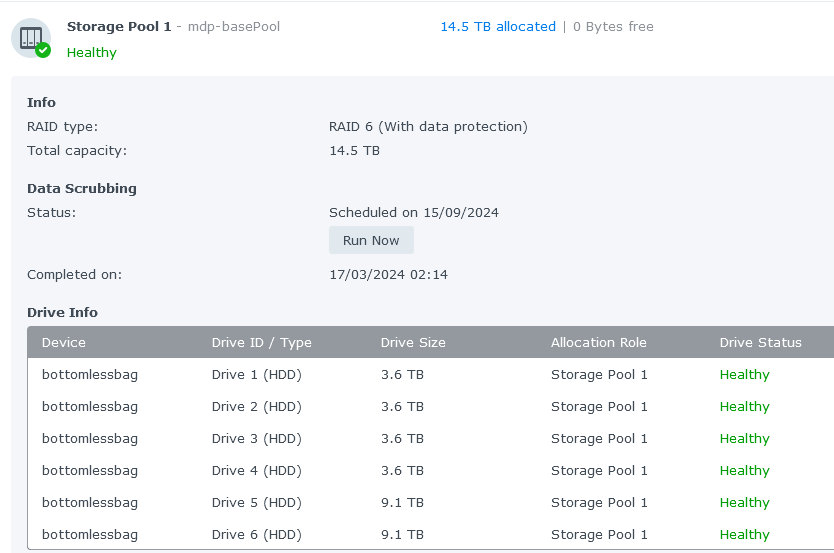 Storage Pool 1 - mdp-basePool 14.5 TB allocated | 0 Bytes free
Healthy
Info
RAID type: RAID 6 (With data protection)
Total capacity: 14.5 TB
Data Scrubbing
Status: Scheduled on 15/09/2024
Run Now
Completed on: 17/03/2024 02:14
Drive Info
Device Drive ID / Type Drive Size Allocation Role Drive Status
bottomlessbag Drive 1 (HDD) 3.6 TB Storage Pool 1 Healthy
bottomlessbag Drive 2 (HDD) 3.6 TB Storage Pool 1 Healthy
bottomlessbag Drive 3 (HDD) 3.6 TB Storage Pool 1 Healthy
bottomlessbag Drive 4 (HDD) 3.6 TB Storage Pool 1 Healthy
bottomlessbag Drive 5 (HDD) 9.1 TB Storage Pool 1 Healthy
bottomlessbag Drive 6 (HDD) 9.1 TB Storage Pool 1 Healthy